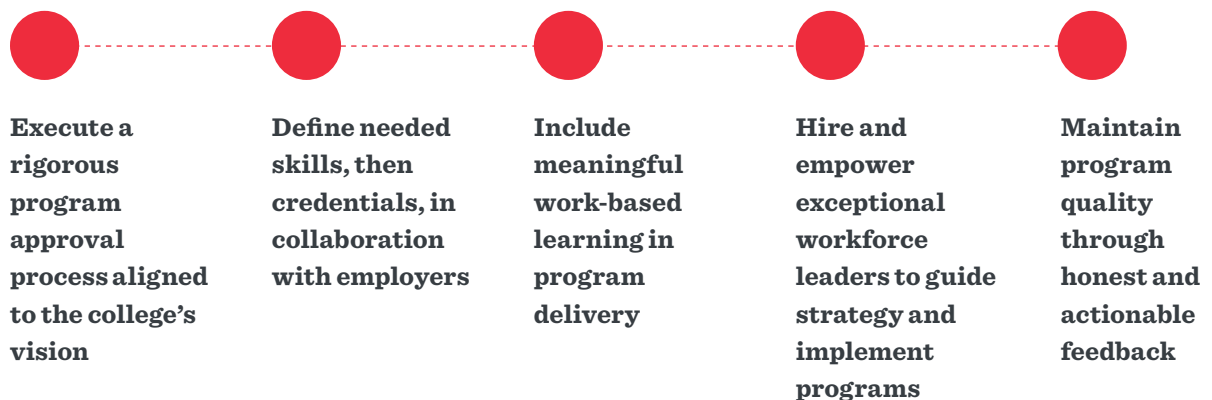 Execute a
rigorous
program
approval
process aligned
to the college’s
vision
Define needed
skills, then
credentials, in
collaboration
with employers
Include
meaningful
work-based
learning in
program
delivery
Hire and
empower
exceptional
workforce
leaders to guide
strategy and
implement
programs
Maintain
program
quality
through
honest and
actionable
feedback